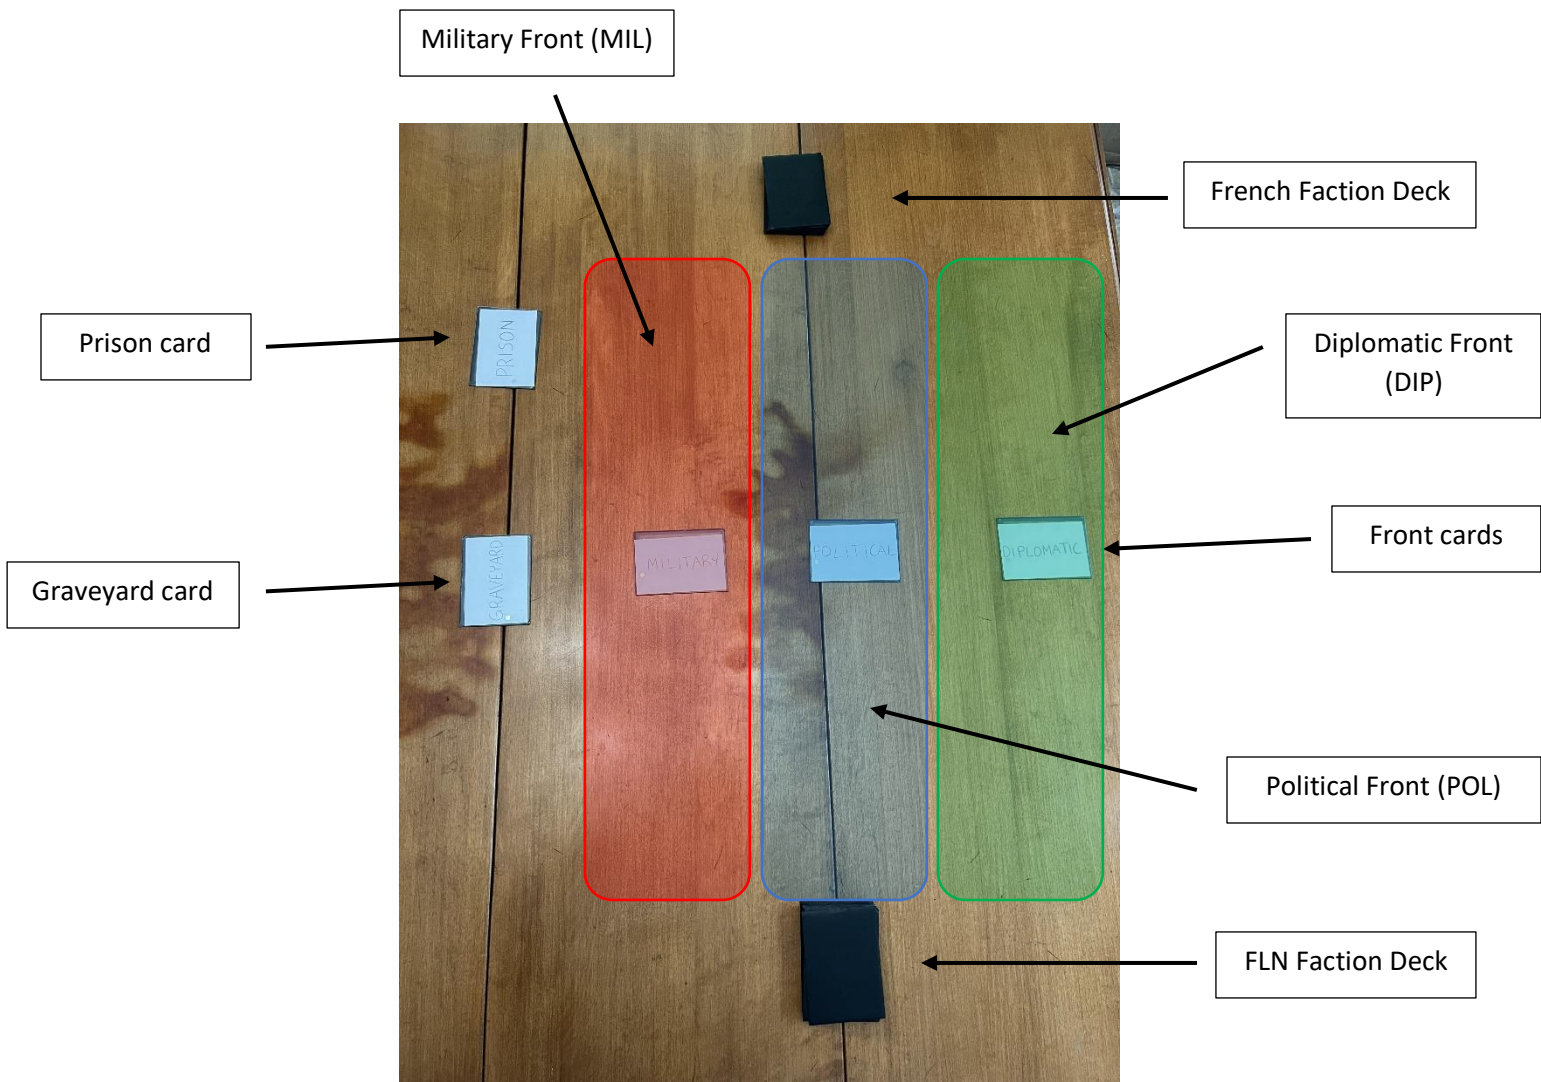 Military Front (MIL)
French Faction Deck
Prison card
PRISON
Diplomatic Front
(DIP)
Graveyard card
GRAVEYARD
MILITARY
POLITICAL
DIPLOMATIC
Front cards
Political Front (POL)
FLN Faction Deck